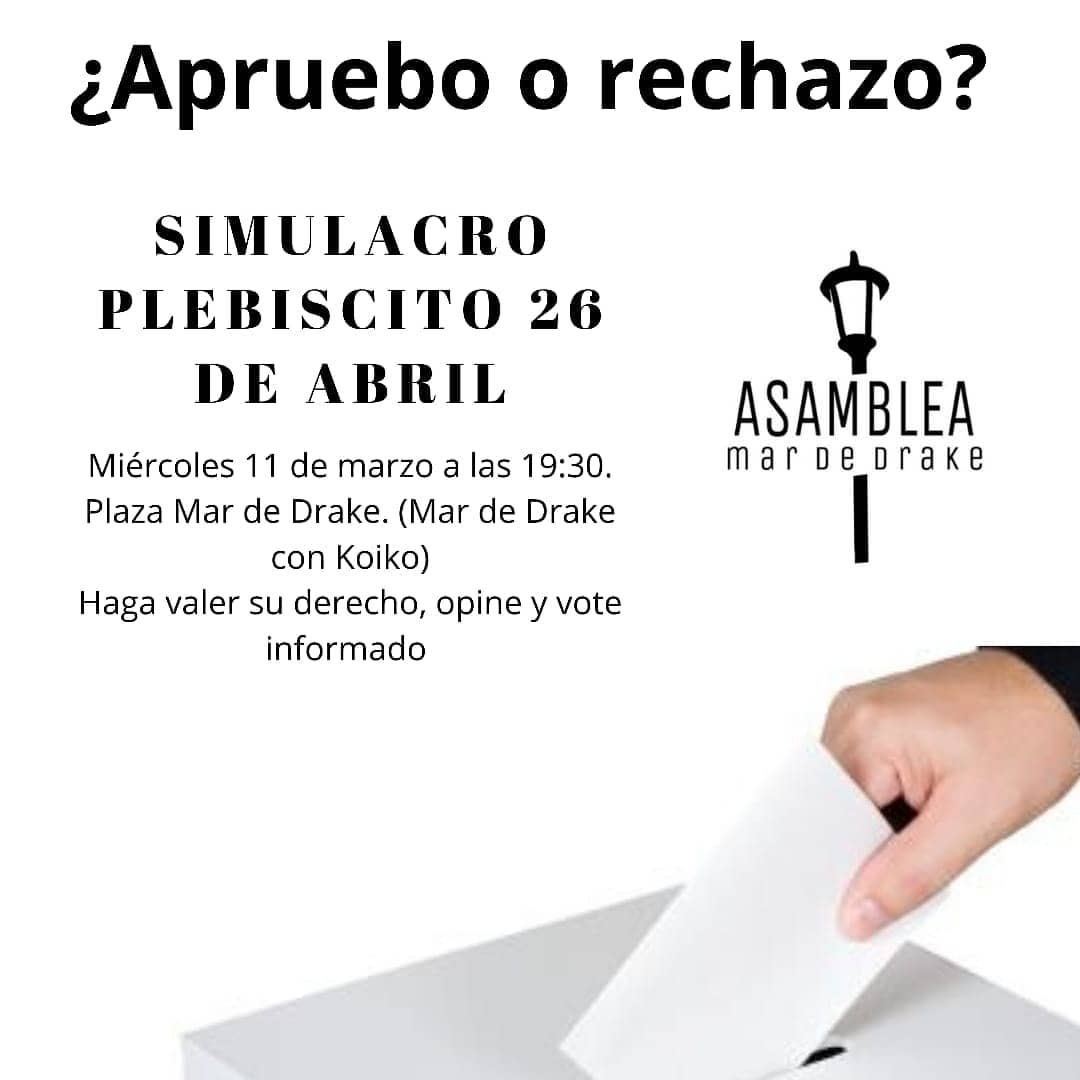 ¿Apruebo o rechazo?
SIMULACRO
PLEBISCITO 26
DE ABRIL
Miércoles 11 de marzo a las 19:30.
Plaza Mar de Drake. (Mar de Drake
con Koiko)
Haga valer su derecho, opine y vote
informado
ASAMBLEA
mar de drake